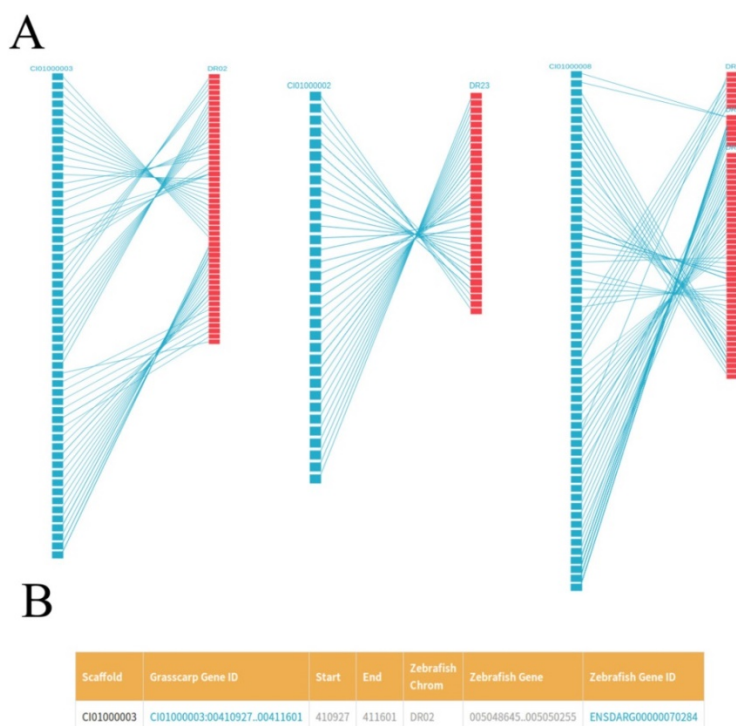 A
CI01000003 DR02
CI01000002 DR23
CI01000006
B
Scaffold Grasscarp Gene ID Start End Zebrafish Chrom Zebrafish Gene Zebrafish Gene ID
CI01000003 CI01000003:00410927..00411601 410927 411601 DR02 005048645..005050255 ENSDARG00000070284